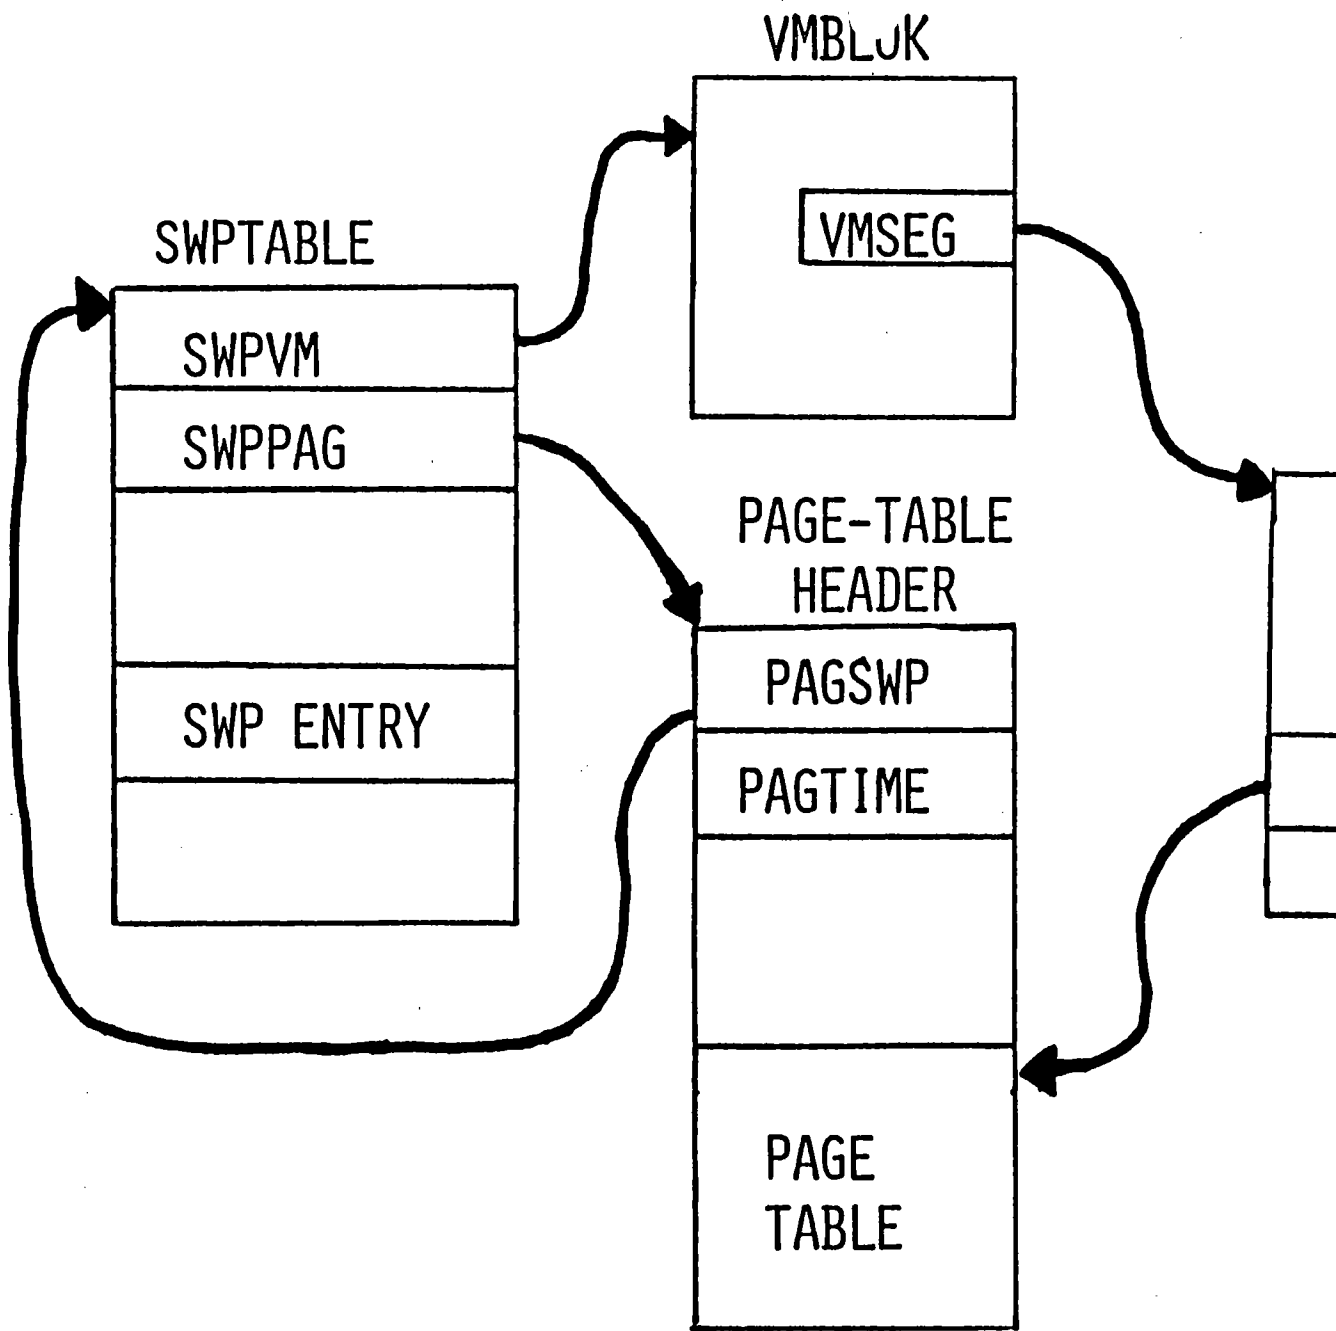 VMBLOK
VMSEG
SWPTABLE
SWPVM
SWPPAG
SWP ENTRY
PAGE-TABLE
HEADER
PAGSWP
PAGTIME
PAGE
TABLE